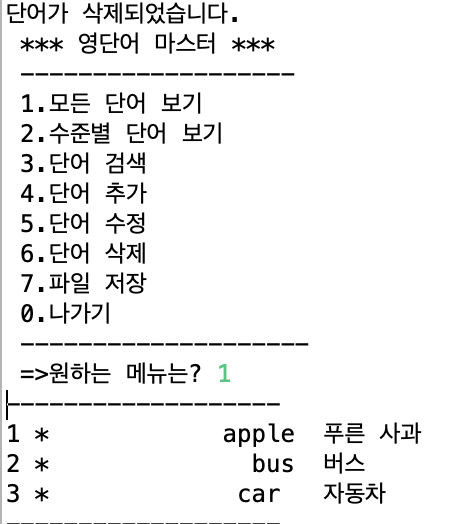 단어가 삭제되었습니다.
*** 영단어 마스터 ***
--------------------
1.모든 단어 보기
2.수준별 단어 보기
3.단어 검색
4.단어 추가
5.단어 수정
6.단어 삭제
7.파일 저장
0.나가기
---------------------
=>원하는 메뉴는? 1
--------------------
1 * apple 푸른 사과
2 * bus 버스
3 * car 자동차
--------------------